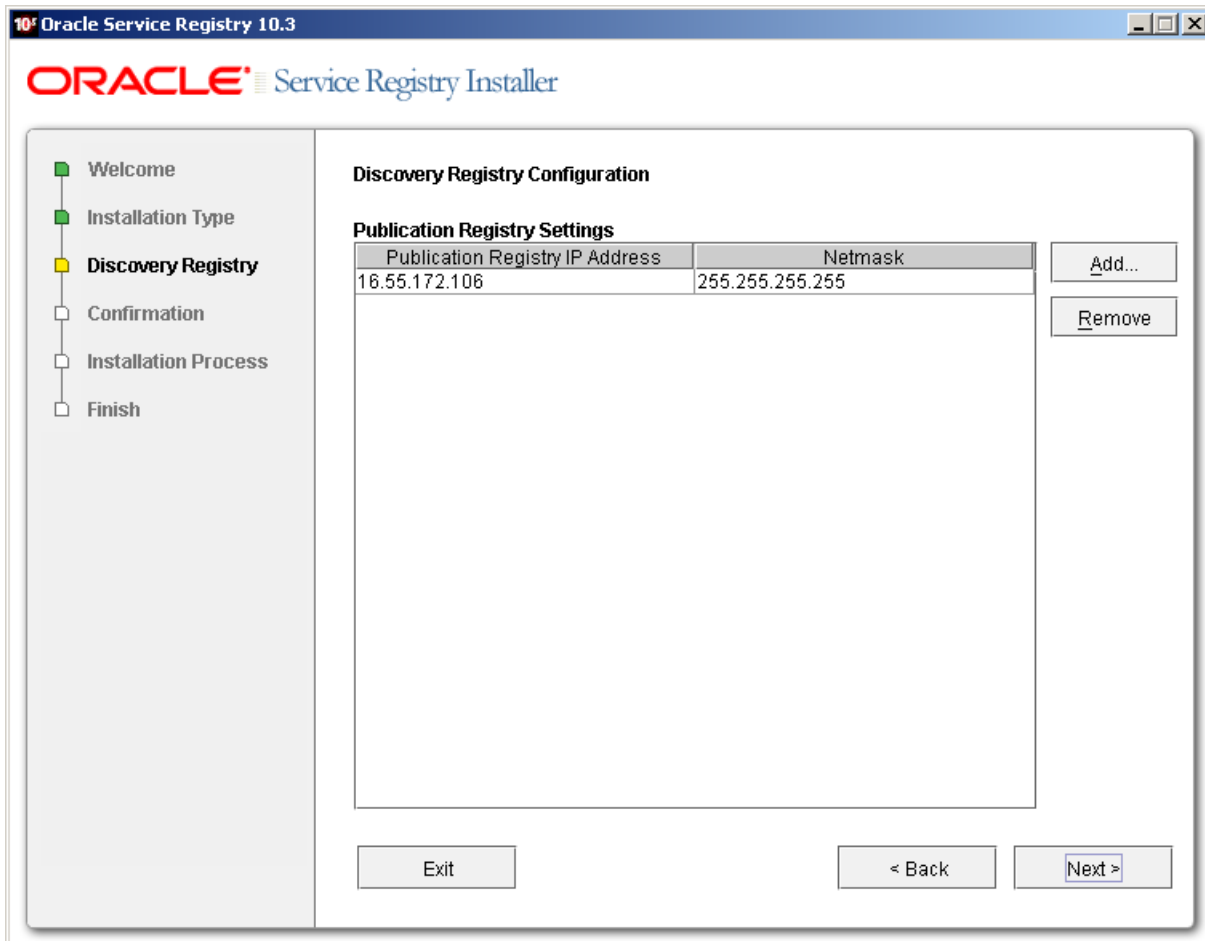 10g Oracle Service Registry 10.3
ORACLE Service Registry Installer
Welcome
Installation Type
Discovery Registry
Confirmation
Installation Process
Finish
Discovery Registry Configuration
Publication Registry Settings
Publication Registry IP Address Netmask
16.55.172.106 255.255.255.255
Add...
Remove
Exit
< Back
Next >